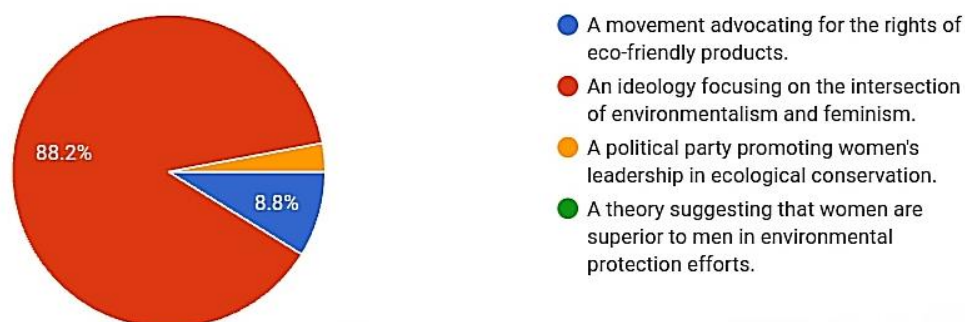 88.2%
8.8%
A movement advocating for the rights of
eco-friendly products.
An ideology focusing on the intersection
of environmentalism and feminism.
A political party promoting women's
leadership in ecological conservation.
A theory suggesting that women are
superior to men in environmental
protection efforts.